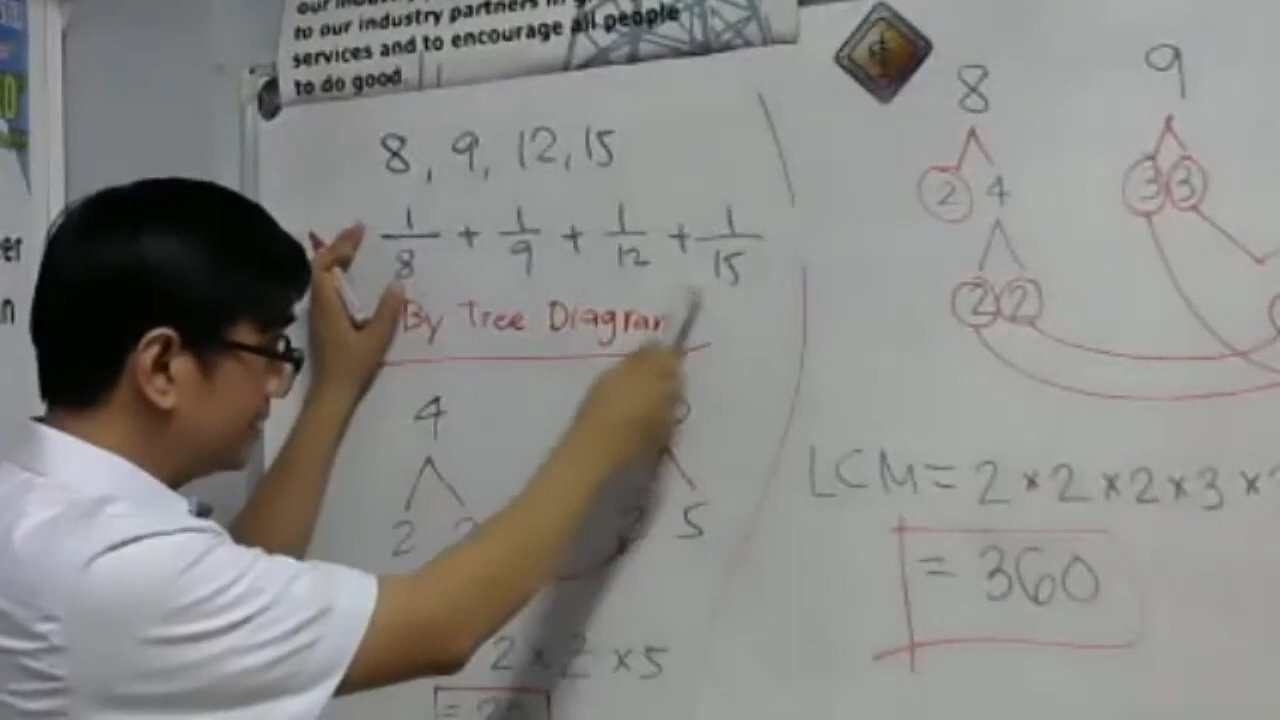 to our industry partners
services and to encourage all people
to do good.
8, 9, 12, 15
1/8 + 1/9 + 1/12 + 1/15
By Tree Diagram
4
2
5
2 × 2 × 5
=
8
2 4
2 2
9
3 3
LCM = 2 × 2 × 2 × 3 ×
= 360